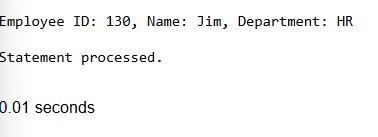 Employee ID: 130, Name: Jim, Department: HR
Statement processed.
0.01 seconds